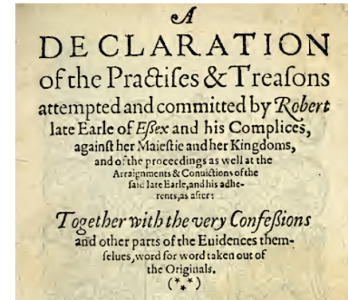 A
DECLARATION
of the Practiſes & Treaſons
attempted and committed by Robert
late Earle of Eſſex and his Complices,
againſt her Maieſtie and her Kingdoms,
and of the proceedings as well at the
Arraignments & Conuictions of the
ſaid late Earle, and his adhe-
rents, as after:
Together with the very Confeſſions
and other parts of the Euidences them-
ſelues, word for word taken out of
the Originals.
(*⁎*)